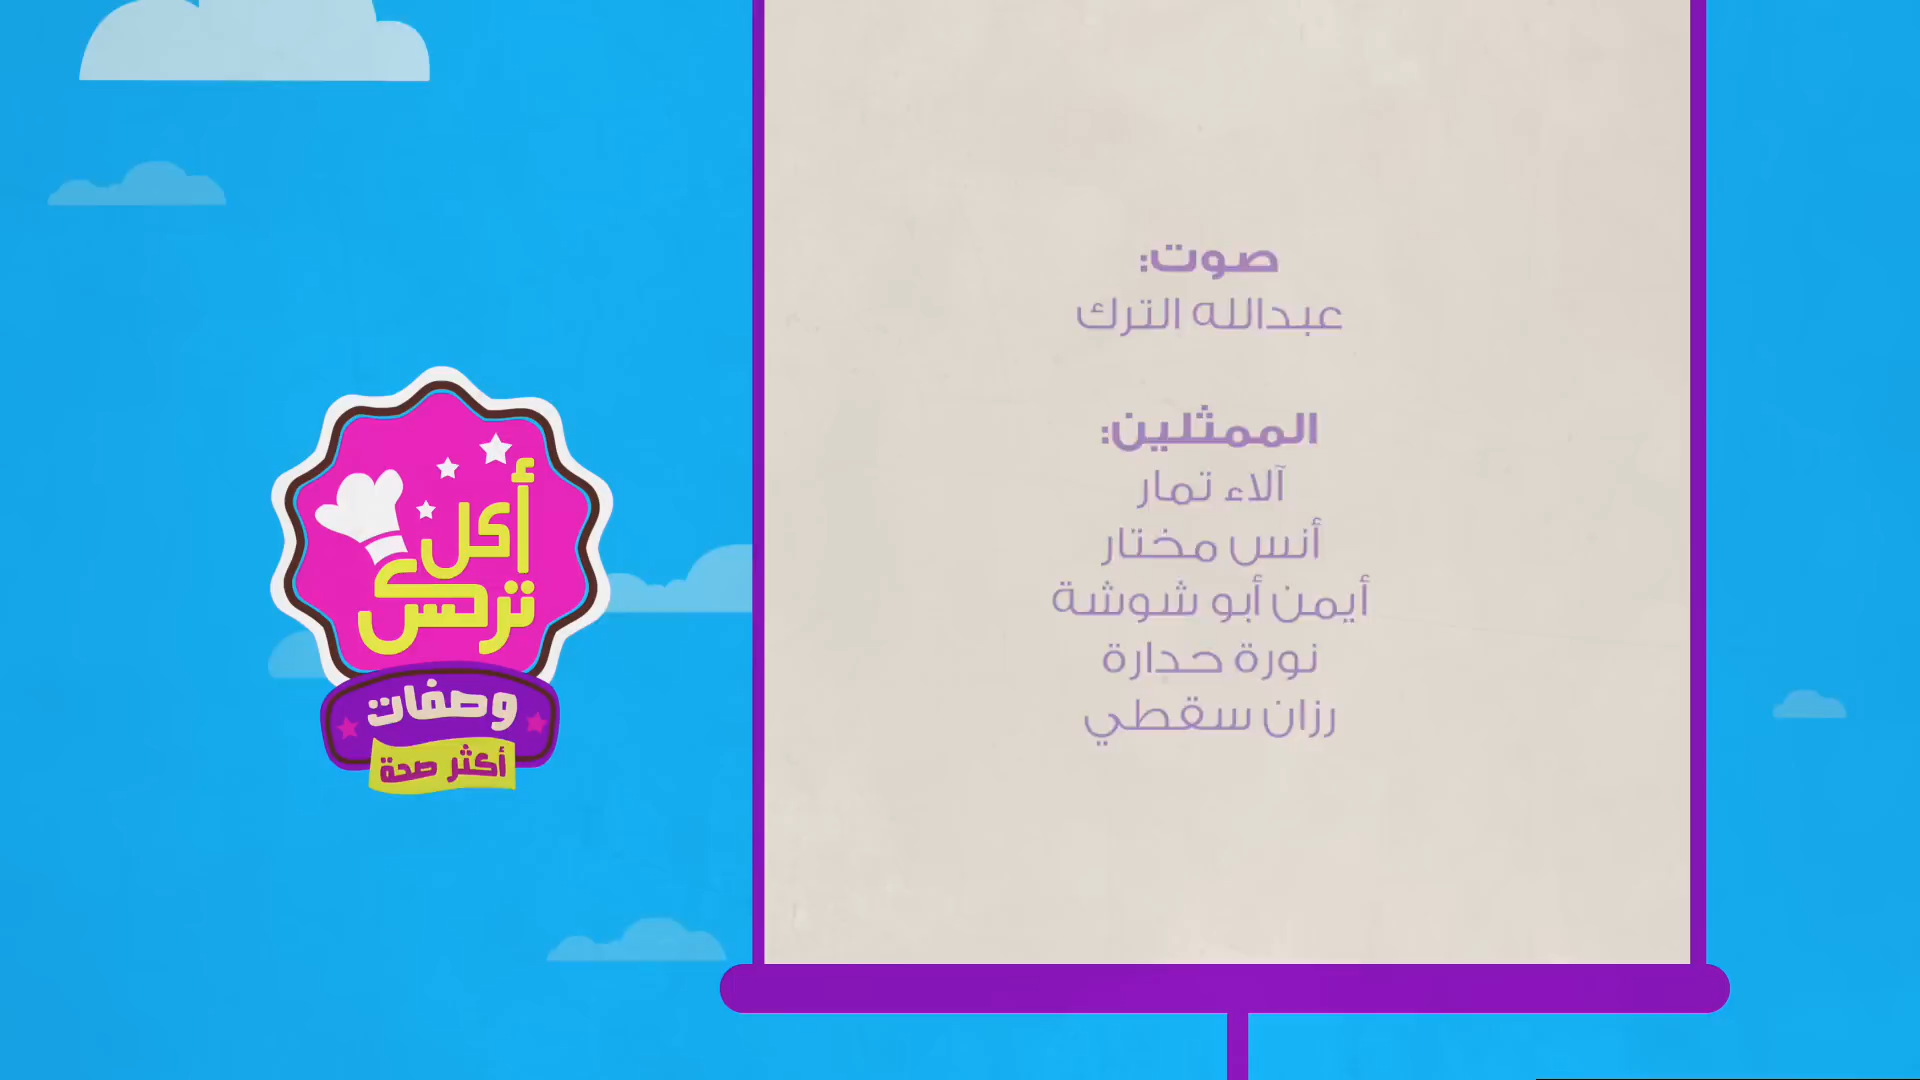 صوت:
عبدالله الترك
الممثلين:
آلاء تمار
أنس مختار
أيمن أبو شوشة
نورة حدارة
رزان سقطي
أكل
تركس
وصفات
أكثر صحة